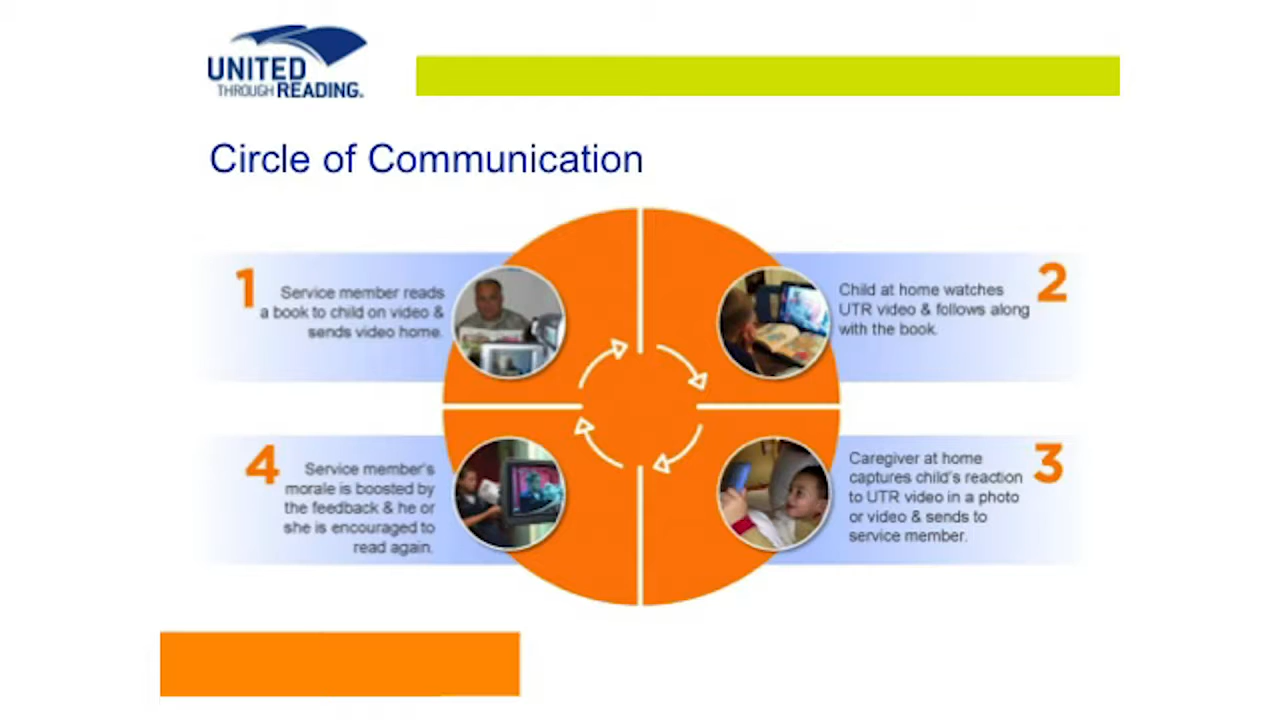 UNITED
THROUGH READING®
Circle of Communication
1
Service member reads
a book to child on video &
sends video home.
2
Child at home watches
UTR video & follows along
with the book.
3
Caregiver at home
captures child's reaction
to UTR video in a photo
or video & sends to
service member.
4
Service member's
morale is boosted by
the feedback & he or
she is encouraged to
read again.